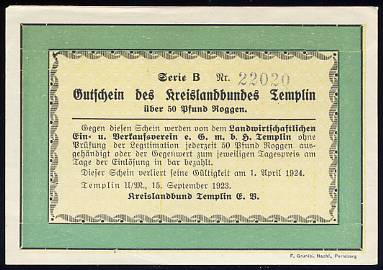 Serie B Nr. 22020
Gutschein des Kreislandbundes Templin
über 50 Pfund Roggen.
Gegen diesen Schein werden von dem Landwirtschaftlichen
Ein- u. Verkaufsverein e. G. m. b. H. Templin ohne
Prüfung der Legitimation jederzeit 50 Pfund Roggen aus-
gehändigt oder der Gegenwert zum jeweiligen Tagespreis am
Tage der Einlösung in bar bezahlt.
Dieser Schein verliert seine Gültigkeit am 1. April 1924.
Templin U/M., 15. September 1923.
Kreislandbund Templin E. V.
F. Grundel Nachf., Perleberg